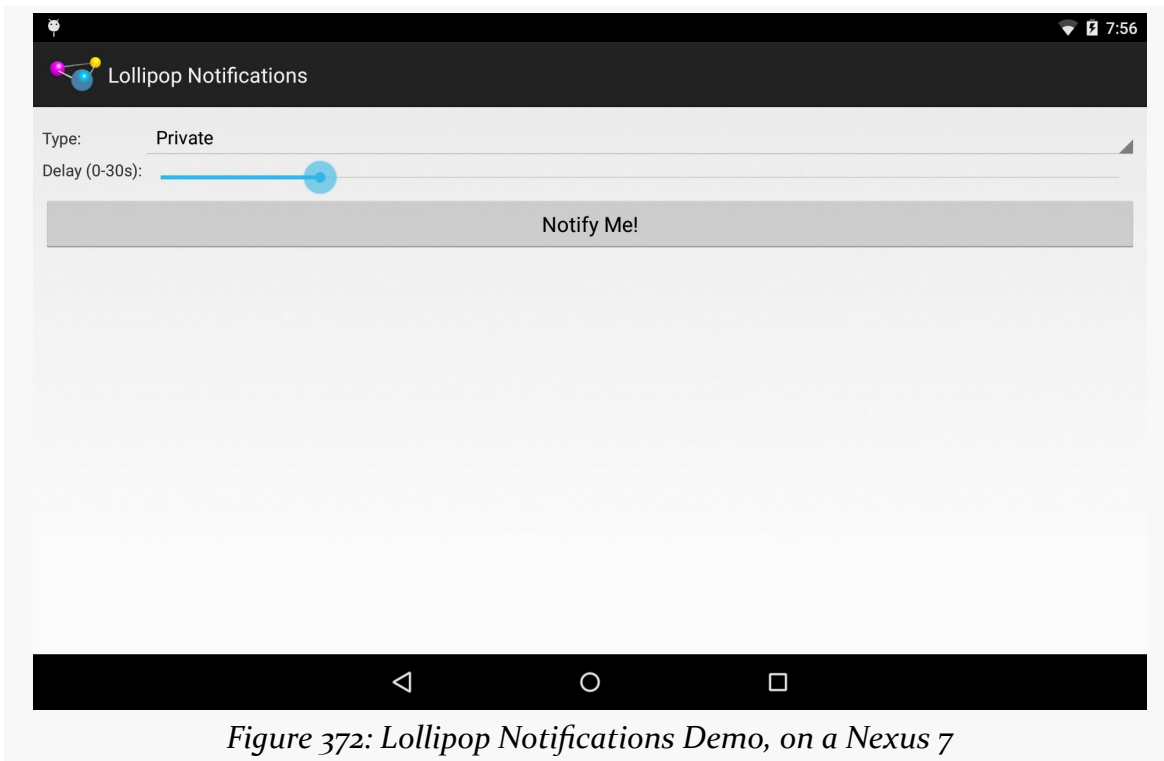 7:56
Lollipop Notifications
Type: Private
Delay (0-30s):
Notify Me!
Figure 372: Lollipop Notifications Demo, on a Nexus 7